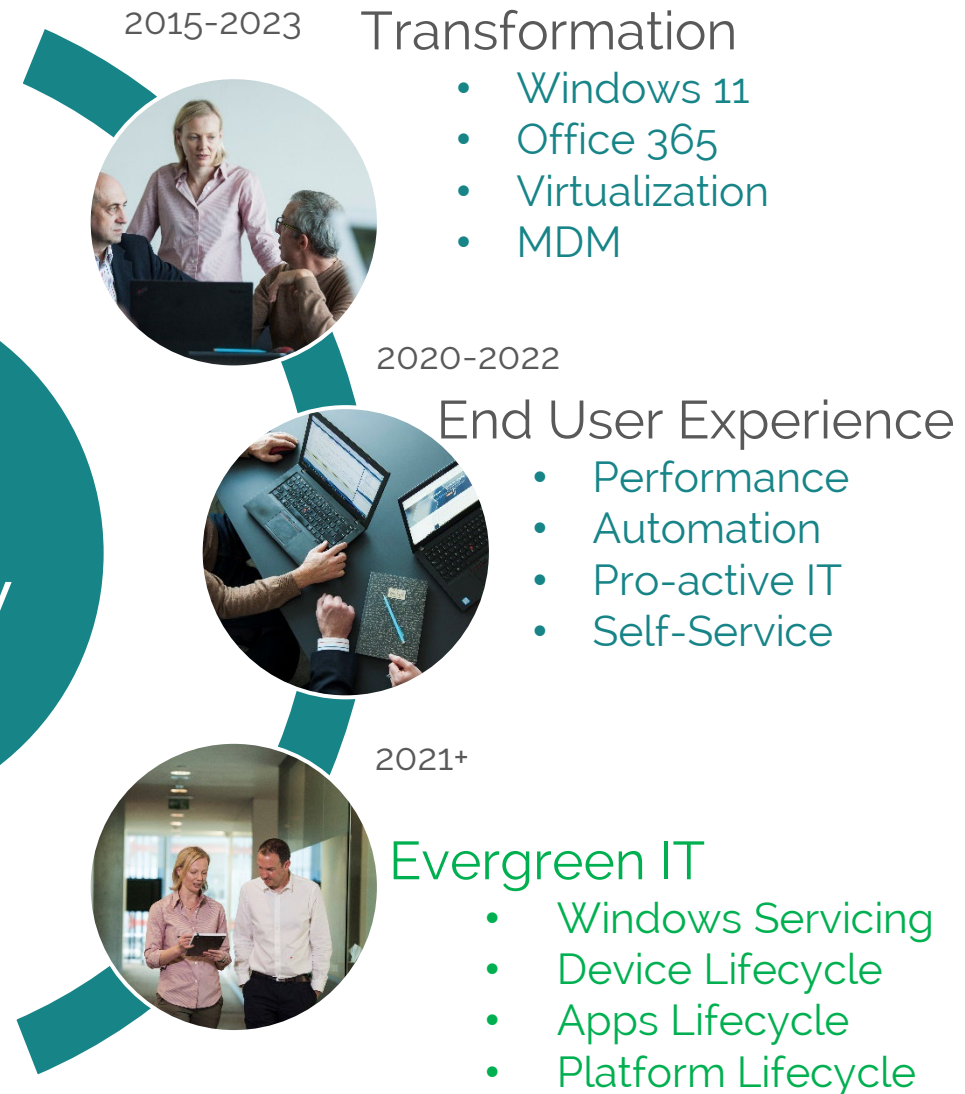 2015-2023
Transformation
• Windows 11
• Office 365
• Virtualization
• MDM
2020-2022
End User Experience
• Performance
• Automation
• Pro-active IT
• Self-Service
2021+
Evergreen IT
• Windows Servicing
• Device Lifecycle
• Apps Lifecycle
• Platform Lifecycle